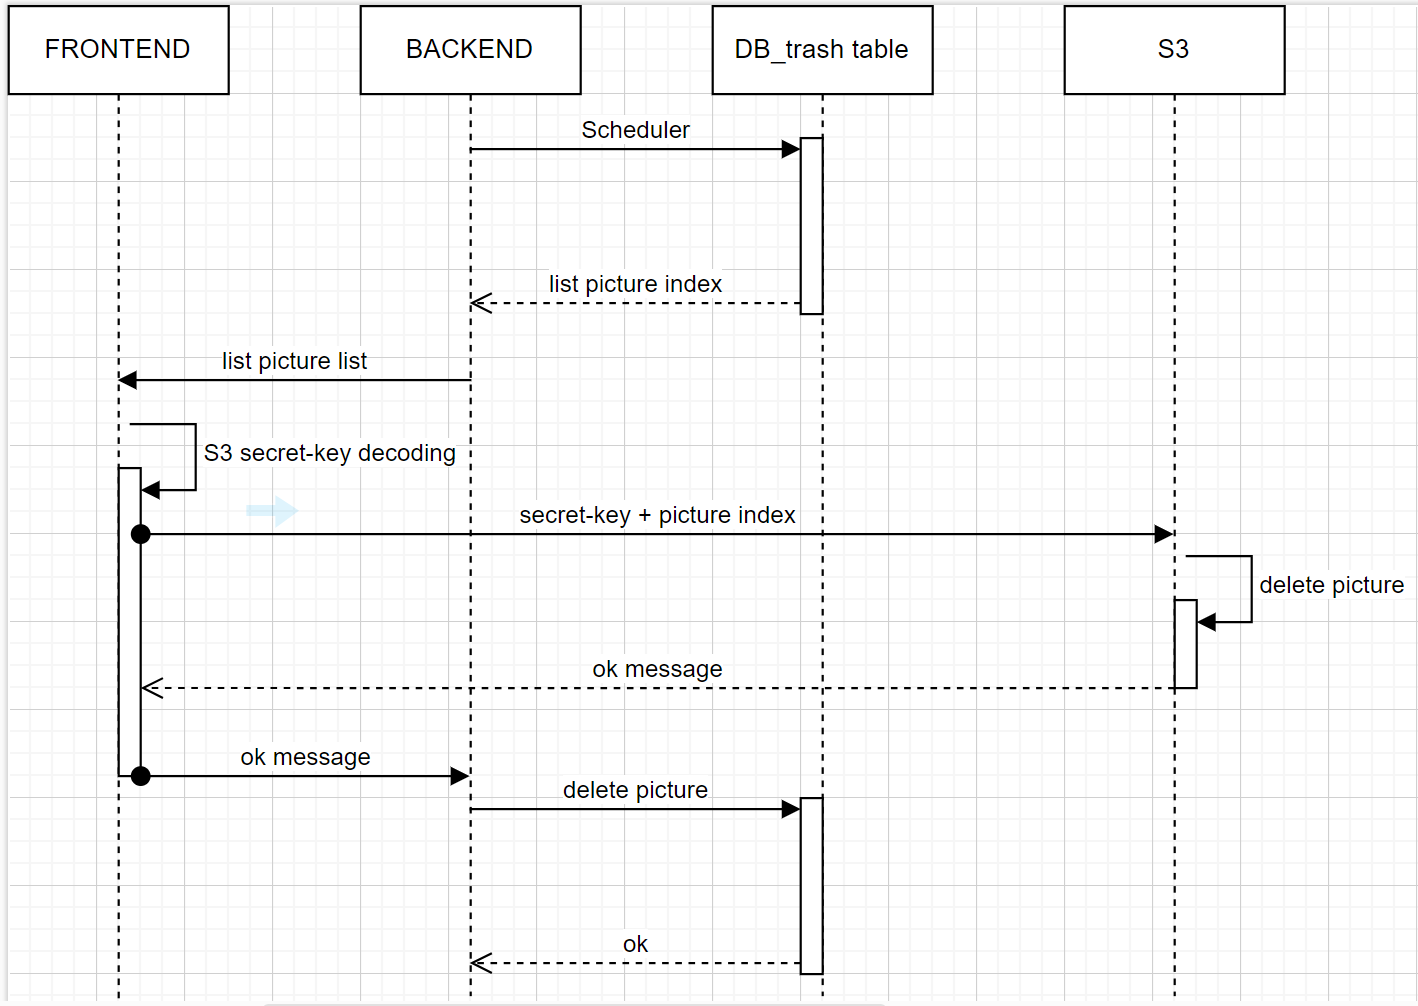 FRONTEND
BACKEND
DB_trash table
S3
Scheduler
list picture index
list picture list
S3 secret-key decoding
secret-key + picture index
delete picture
ok message
ok message
delete picture
ok